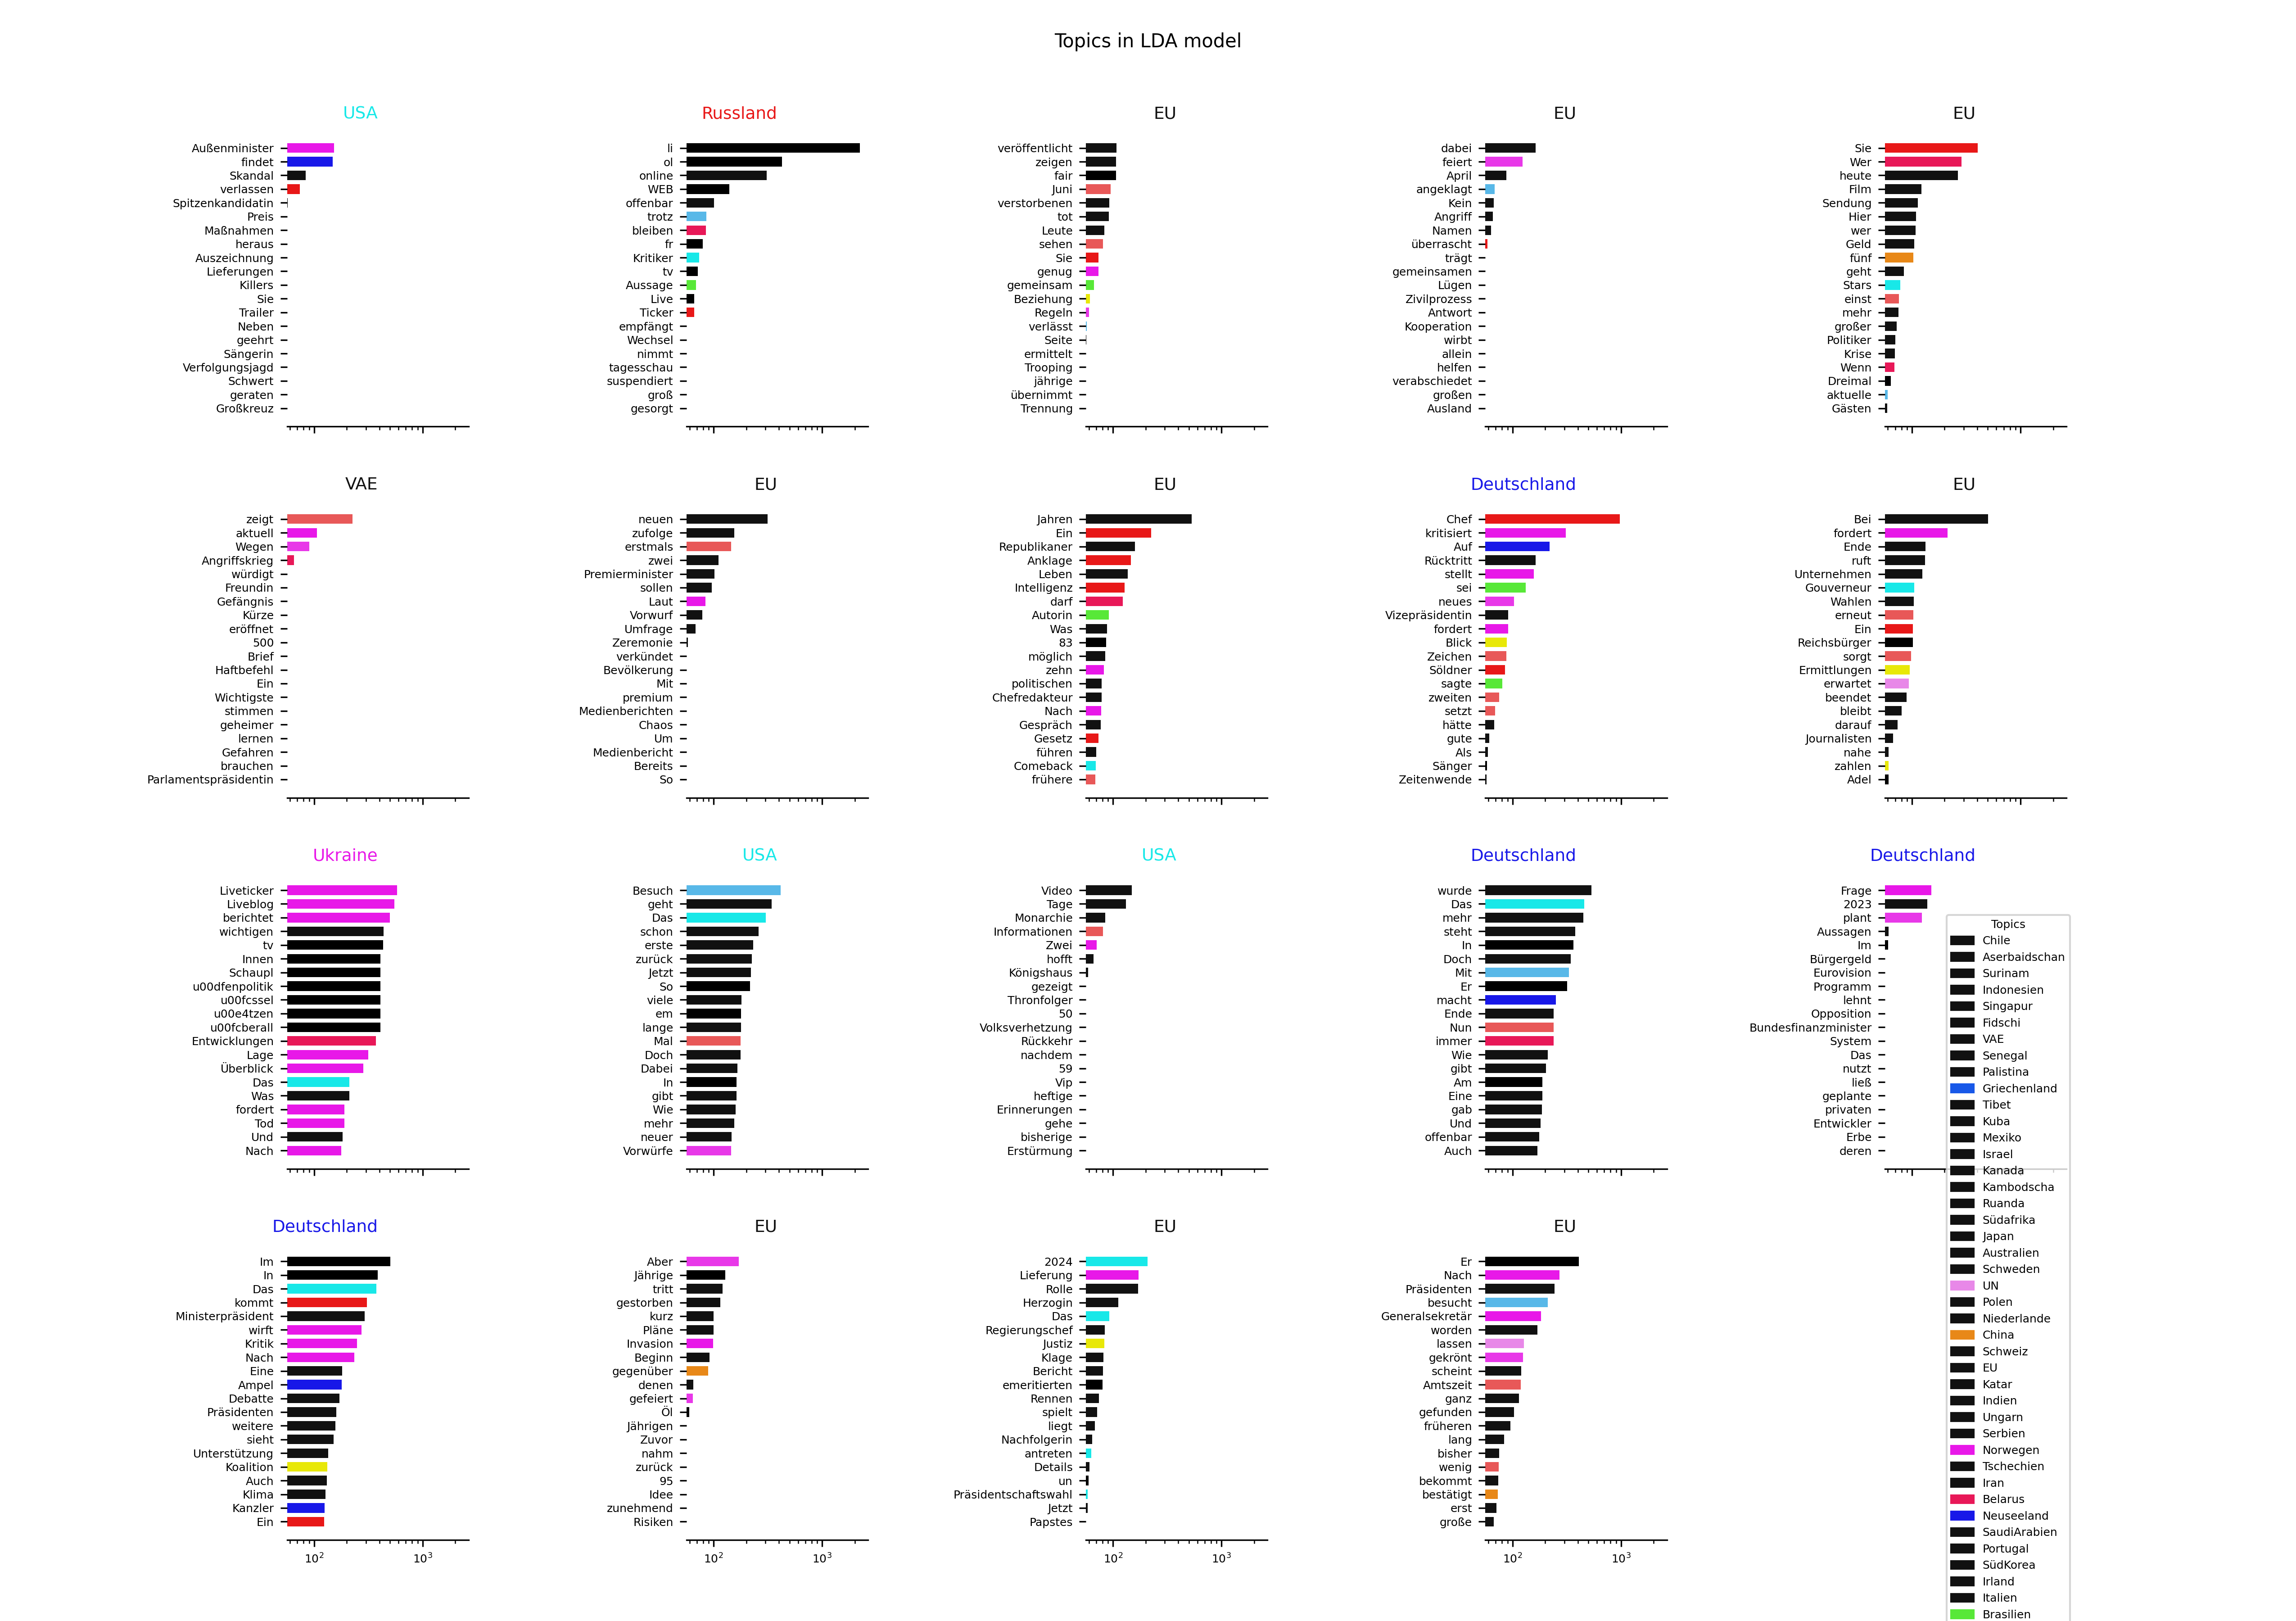 Topics in LDA model
USA
Außenminister
findet
Skandal
verlassen
Spitzenkandidatin
Preis
Maßnahmen
heraus
Auszeichnung
Lieferungen
Killers
Sie
Trailer
Neben
geehrt
Sängerin
Verfolgungsjagd
Schwert
geraten
Großkreuz
Russland
li
ol
online
WEB
offenbar
trotz
bleiben
fr
Kritiker
tv
Aussage
Live
Ticker
empfängt
Wechsel
nimmt
tagesschau
suspendiert
groß
gesorgt
EU
veröffentlicht
zeigen
fair
Juni
verstorbenen
tot
Leute
sehen
Sie
genug
gemeinsam
Beziehung
Regeln
verlässt
Seite
ermittelt
Trooping
jährige
übernimmt
Trennung
EU
dabei
feiert
April
angeklagt
Kein
Angriff
Namen
überrascht
trägt
gemeinsamen
Lügen
Zivilprozess
Antwort
Kooperation
wirbt
allein
helfen
verabschiedet
großen
Ausland
EU
Sie
Wer
heute
Film
Sendung
Hier
wer
Geld
fünf
geht
Stars
einst
mehr
großer
Politiker
Krise
Wenn
Dreimal
aktuelle
Gästen
VAE
zeigt
aktuell
Wegen
Angriffskrieg
würdigt
Freundin
Gefängnis
Kürze
eröffnet
500
Brief
Haftbefehl
Ein
Wichtigste
stimmen
geheimer
lernen
Gefahren
brauchen
Parlamentspräsidentin
EU
neuen
zufolge
erstmals
zwei
Premierminister
sollen
Laut
Vorwurf
Umfrage
Zeremonie
verkündet
Bevölkerung
Mit
premium
Medienberichten
Chaos
Um
Medienbericht
Bereits
So
EU
Jahren
Ein
Republikaner
Anklage
Leben
Intelligenz
darf
Autorin
Was
83
möglich
zehn
politischen
Chefredakteur
Nach
Gespräch
Gesetz
führen
Comeback
frühere
Deutschland
Chef
kritisiert
Auf
Rücktritt
stellt
sei
neues
Vizepräsidentin
fordert
Blick
Zeichen
Söldner
sagte
zweiten
setzt
hätte
gute
Als
Sänger
Zeitenwende
EU
Bei
fordert
Ende
ruft
Unternehmen
Gouverneur
Wahlen
erneut
Ein
Reichsbürger
sorgt
Ermittlungen
erwartet
beendet
bleibt
darauf
Journalisten
nahe
zahlen
Adel
Ukraine
Liveticker
Liveblog
berichtet
wichtigen
tv
Innen
Schaupl
u00dfenpolitik
u00fcssel
u00e4tzen
u00fcberall
Entwicklungen
Lage
Überblick
Das
Was
fordert
Tod
Und
Nach
USA
Besuch
geht
Das
schon
erste
zurück
Jetzt
So
viele
em
lange
Mal
Doch
Dabei
In
gibt
Wie
mehr
neuer
Vorwürfe
USA
Video
Tage
Monarchie
Informationen
Zwei
hofft
Königshaus
gezeigt
Thronfolger
50
Volksverhetzung
Rückkehr
nachdem
59
Vip
heftige
Erinnerungen
gehe
bisherige
Erstürmung
Deutschland
wurde
Das
mehr
steht
In
Doch
Mit
Er
macht
Ende
Nun
immer
Wie
gibt
Am
Eine
gab
Und
offenbar
Auch
Deutschland
Frage
2023
plant
Aussagen
Im
Bürgergeld
Eurovision
Programm
lehnt
Opposition
Bundesfinanzminister
System
Das
nutzt
ließ
geplante
privaten
Entwickler
Erbe
deren
Deutschland
Im
In
Das
kommt
Ministerpräsident
wirft
Kritik
Nach
Eine
Ampel
Debatte
Präsidenten
weitere
sieht
Unterstützung
Koalition
Auch
Klima
Kanzler
Ein
10²
10³
EU
Aber
Jährige
tritt
gestorben
kurz
Pläne
Invasion
Beginn
gegenüber
denen
gefeiert
Öl
Jährigen
Zuvor
nahm
zurück
95
Idee
zunehmend
Risiken
10²
10³
EU
2024
Lieferung
Rolle
Herzogin
Das
Regierungschef
Justiz
Klage
Bericht
emeritierten
Rennen
spielt
liegt
Nachfolgerin
antreten
Details
un
Präsidentschaftswahl
Jetzt
Papstes
10²
10³
EU
Er
Nach
Präsidenten
besucht
Generalsekretär
worden
lassen
gekrönt
scheint
Amtszeit
ganz
gefunden
früheren
lang
bisher
wenig
bekommt
bestätigt
erst
große
10²
10³
Topics
Chile
Aserbaidschan
Surinam
Indonesien
Singapur
Fidschi
VAE
Senegal
Palistina
Griechenland
Tibet
Kuba
Mexiko
Israel
Kanada
Kambodscha
Ruanda
Südafrika
Japan
Australien
Schweden
UN
Polen
Niederlande
China
Schweiz
EU
Katar
Indien
Ungarn
Serbien
Norwegen
Tschechien
Iran
Belarus
Neuseeland
SaudiArabien
Portugal
SüdKorea
Irland
Italien
Brasilien